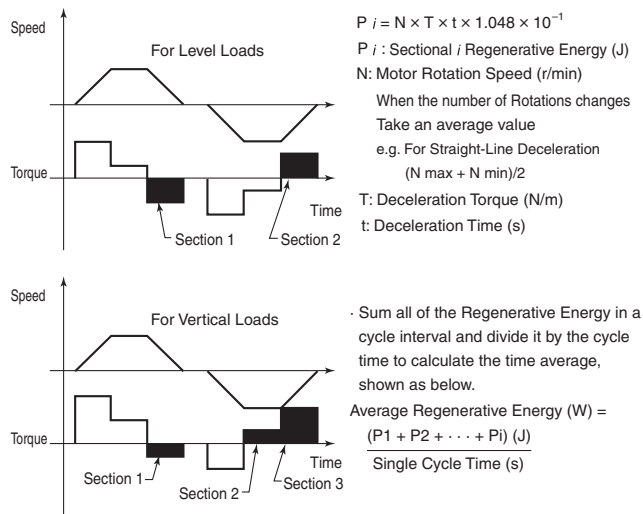 Speed
For Level Loads
Torque
Time
Section 1
Section 2
P i = N × T × t × 1.048 × 10⁻¹
P i : Sectional i Regenerative Energy (J)
N: Motor Rotation Speed (r/min)
When the number of Rotations changes
Take an average value
e.g. For Straight-Line Deceleration
(N max + N min)/2
T: Deceleration Torque (N/m)
t: Deceleration Time (s)
Speed
For Vertical Loads
Torque
Time
Section 1
Section 2
Section 3
· Sum all of the Regenerative Energy in a
cycle interval and divide it by the cycle
time to calculate the time average,
shown as below.
Average Regenerative Energy (W) =
(P1 + P2 + · · · + Pi) (J)
Single Cycle Time (s)